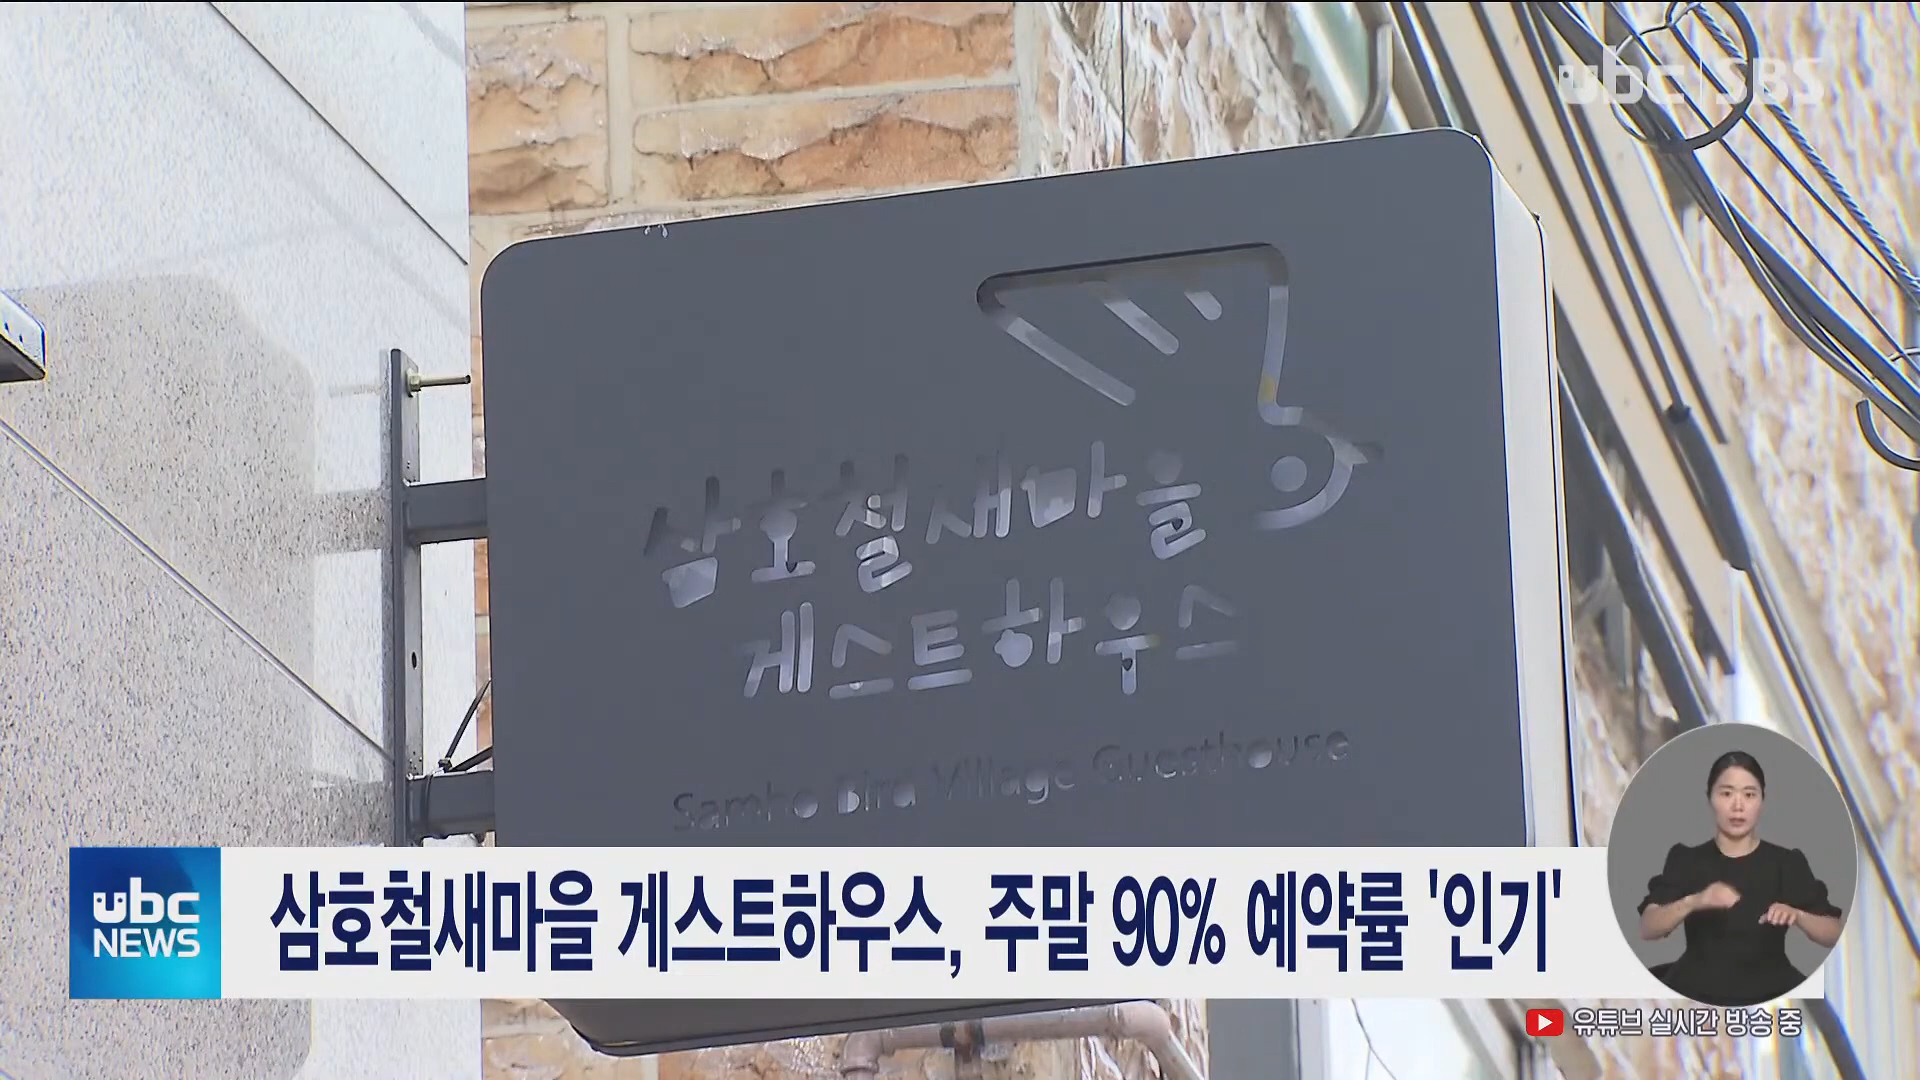 ubc SBS
삼호철새마을
게스트하우스
Samho Bird Village Guesthouse
ubc
NEWS
삼호철새마을 게스트하우스, 주말 90% 예약률 '인기'
유튜브 실시간 방송 중